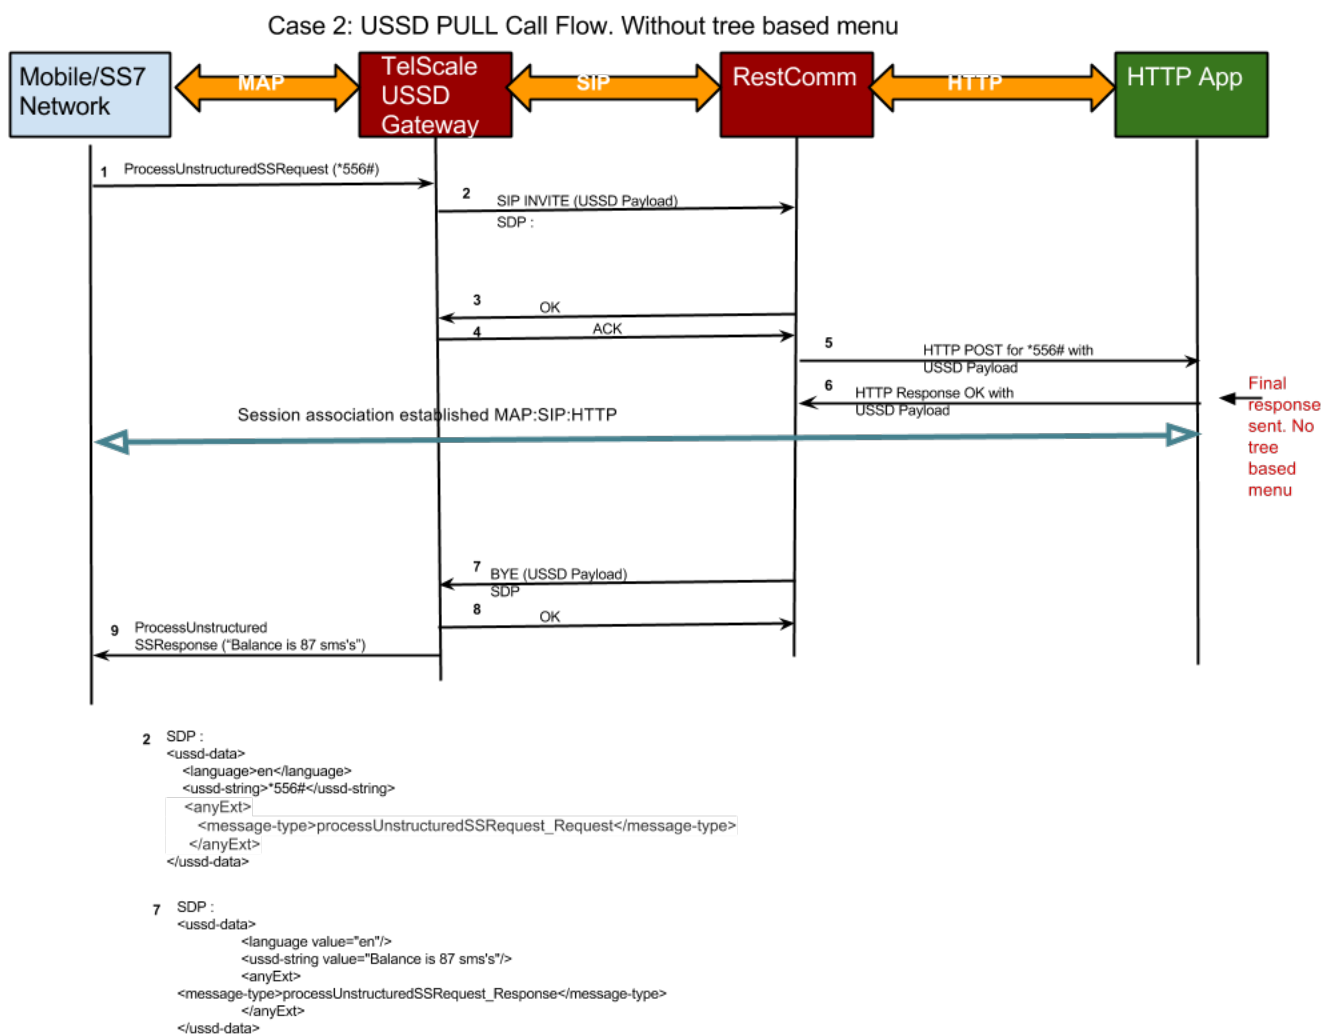 Case 2: USSD PULL Call Flow. Without tree based menu
Mobile/SS7
Network
MAP
TelScale
USSD
Gateway
SIP
RestComm
HTTP
HTTP App
1 ProcessUnstructuredSSRequest (*556#)
2 SIP INVITE (USSD Payload)
SDP :
3 OK
4 ACK
5 HTTP POST for *556# with
USSD Payload
6 HTTP Response OK with
USSD Payload
Final
response
sent. No
tree
based
menu
Session association established MAP:SIP:HTTP
7 BYE (USSD Payload)
SDP
8 OK
9 ProcessUnstructured
SSResponse (“Balance is 87 sms's”)
2 SDP :
<ussd-data>
<language>en</language>
<ussd-string>*556#</ussd-string>
<anyExt>
<message-type>processUnstructuredSSRequest_Request</message-type>
</anyExt>
</ussd-data>
7 SDP :
<ussd-data>
<language value="en"/>
<ussd-string value="Balance is 87 sms's"/>
<anyExt>
<message-type>processUnstructuredSSRequest_Response</message-type>
</anyExt>
</ussd-data>